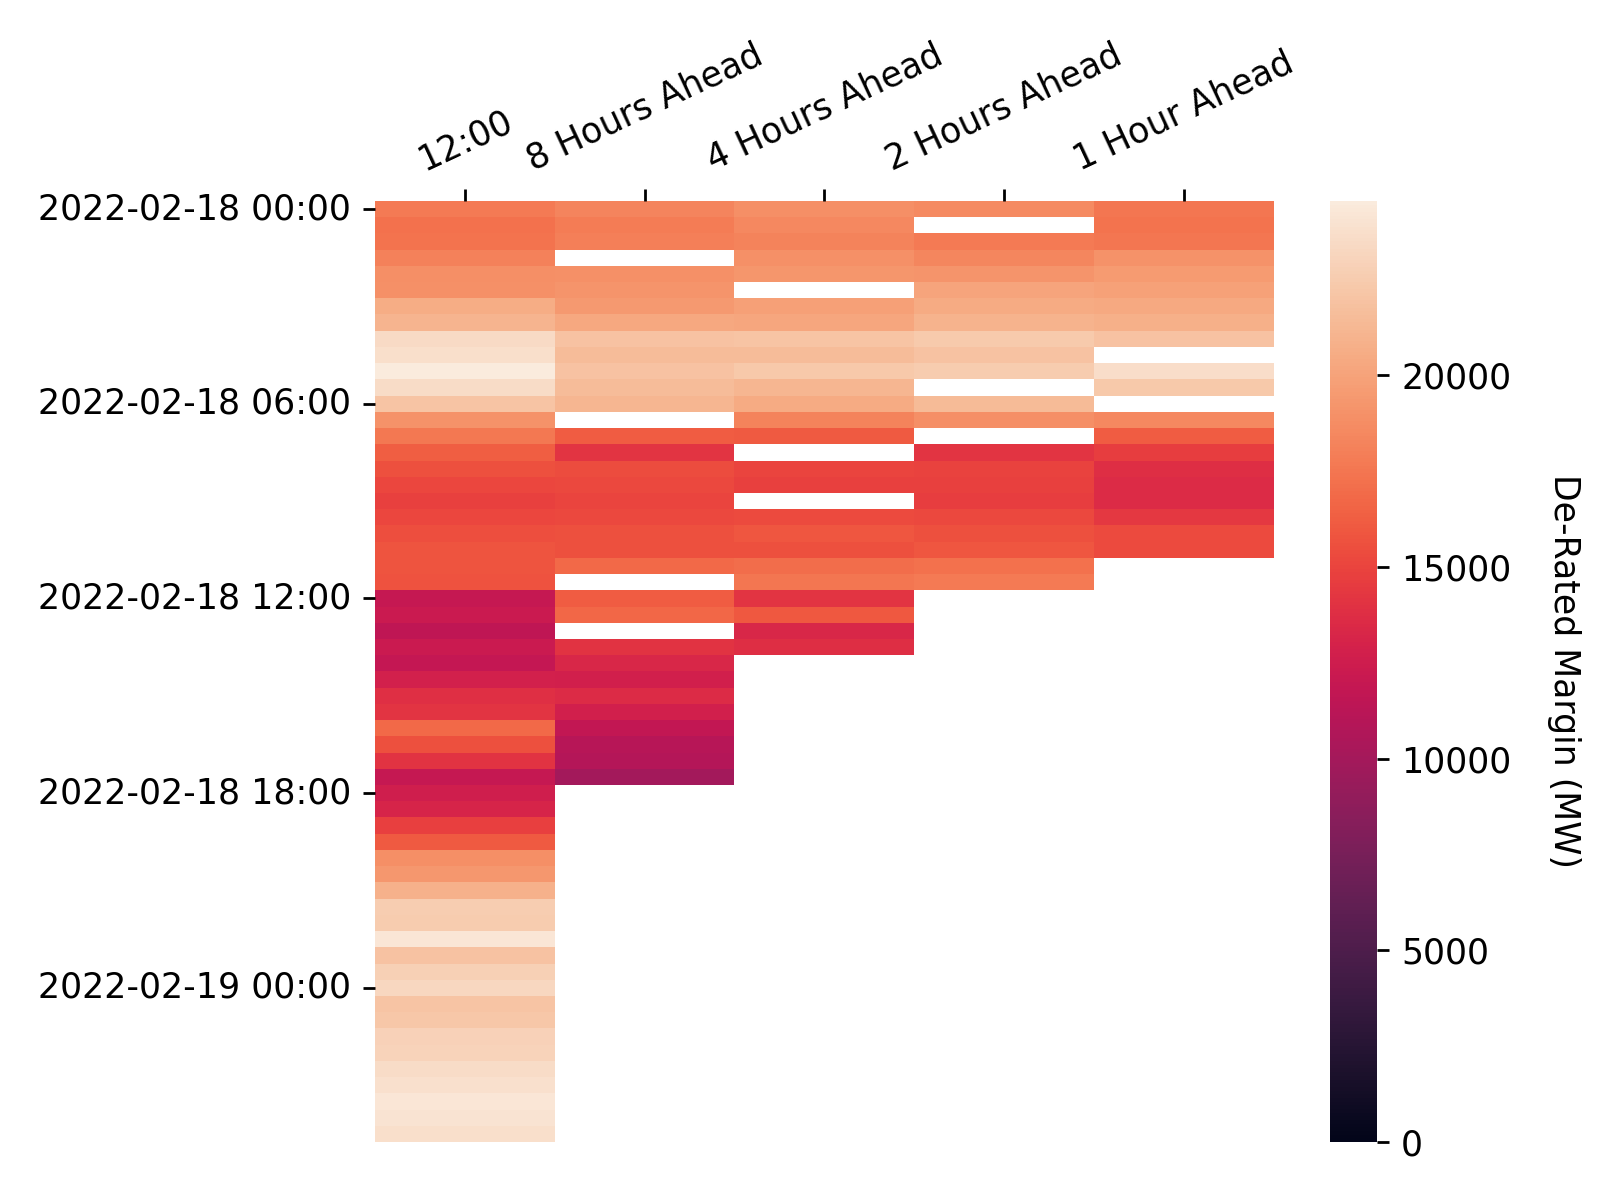 12:00
8 Hours Ahead
4 Hours Ahead
2 Hours Ahead
1 Hour Ahead
2022-02-18 00:00
2022-02-18 06:00
2022-02-18 12:00
2022-02-18 18:00
2022-02-19 00:00
20000
15000
10000
5000
0
De-Rated Margin (MW)